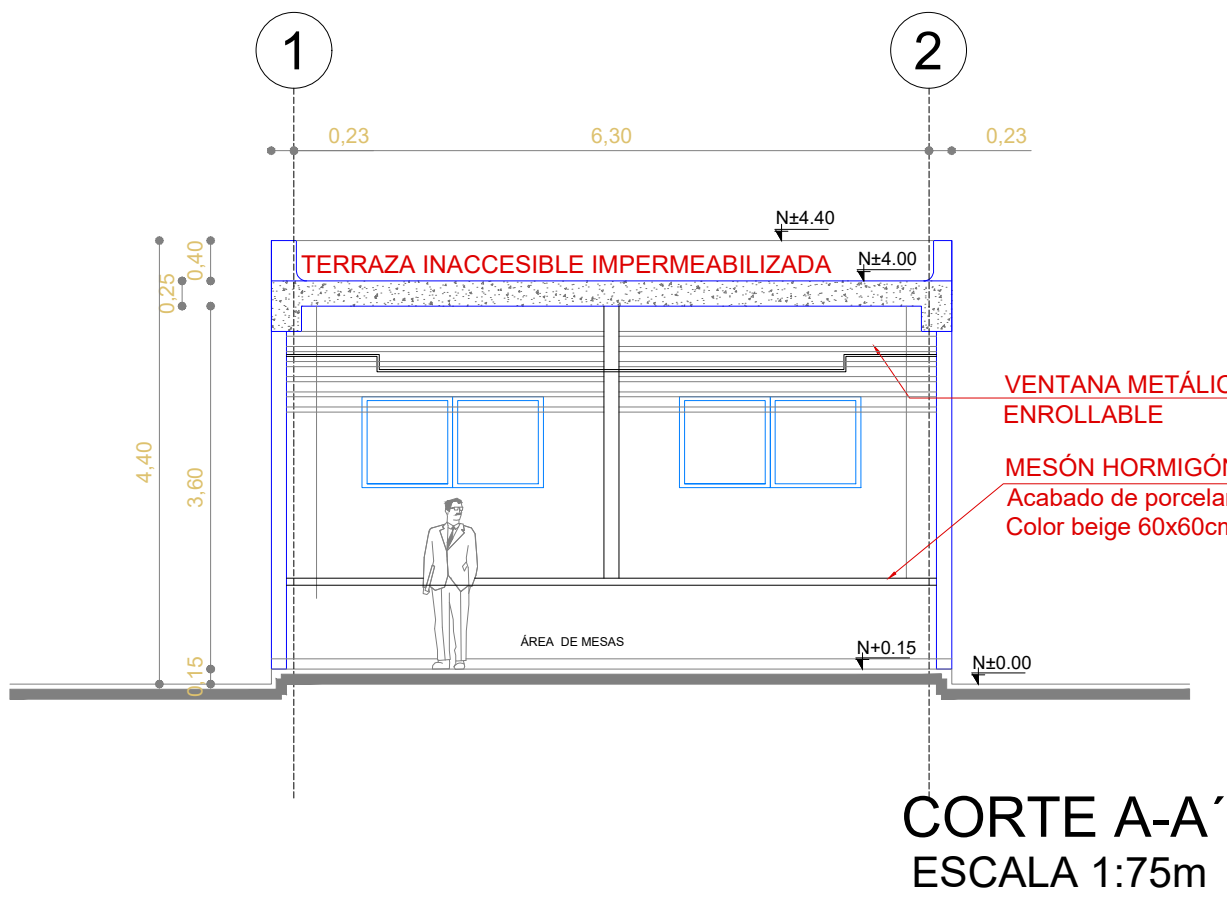 1
2
0,23
6,30
0,23
N±4.40
TERRAZA INACCESIBLE IMPERMEABILIZADA
N±4.00
0,40
0,25
4,40
3,60
0,15
VENTANA METÁLIC
ENROLLABLE
MESÓN HORMIGÓN
Acabado de porcelan
Color beige 60x60cm
ÁREA DE MESAS
N+0.15
N±0.00
CORTE A-A´
ESCALA 1:75m